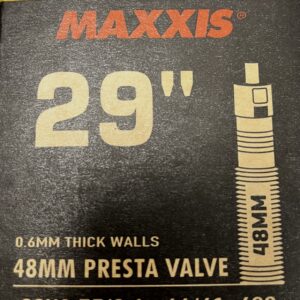 MAXXIS®
29"
48MM
0.6MM THICK WALLS
48MM PRESTA VALVE